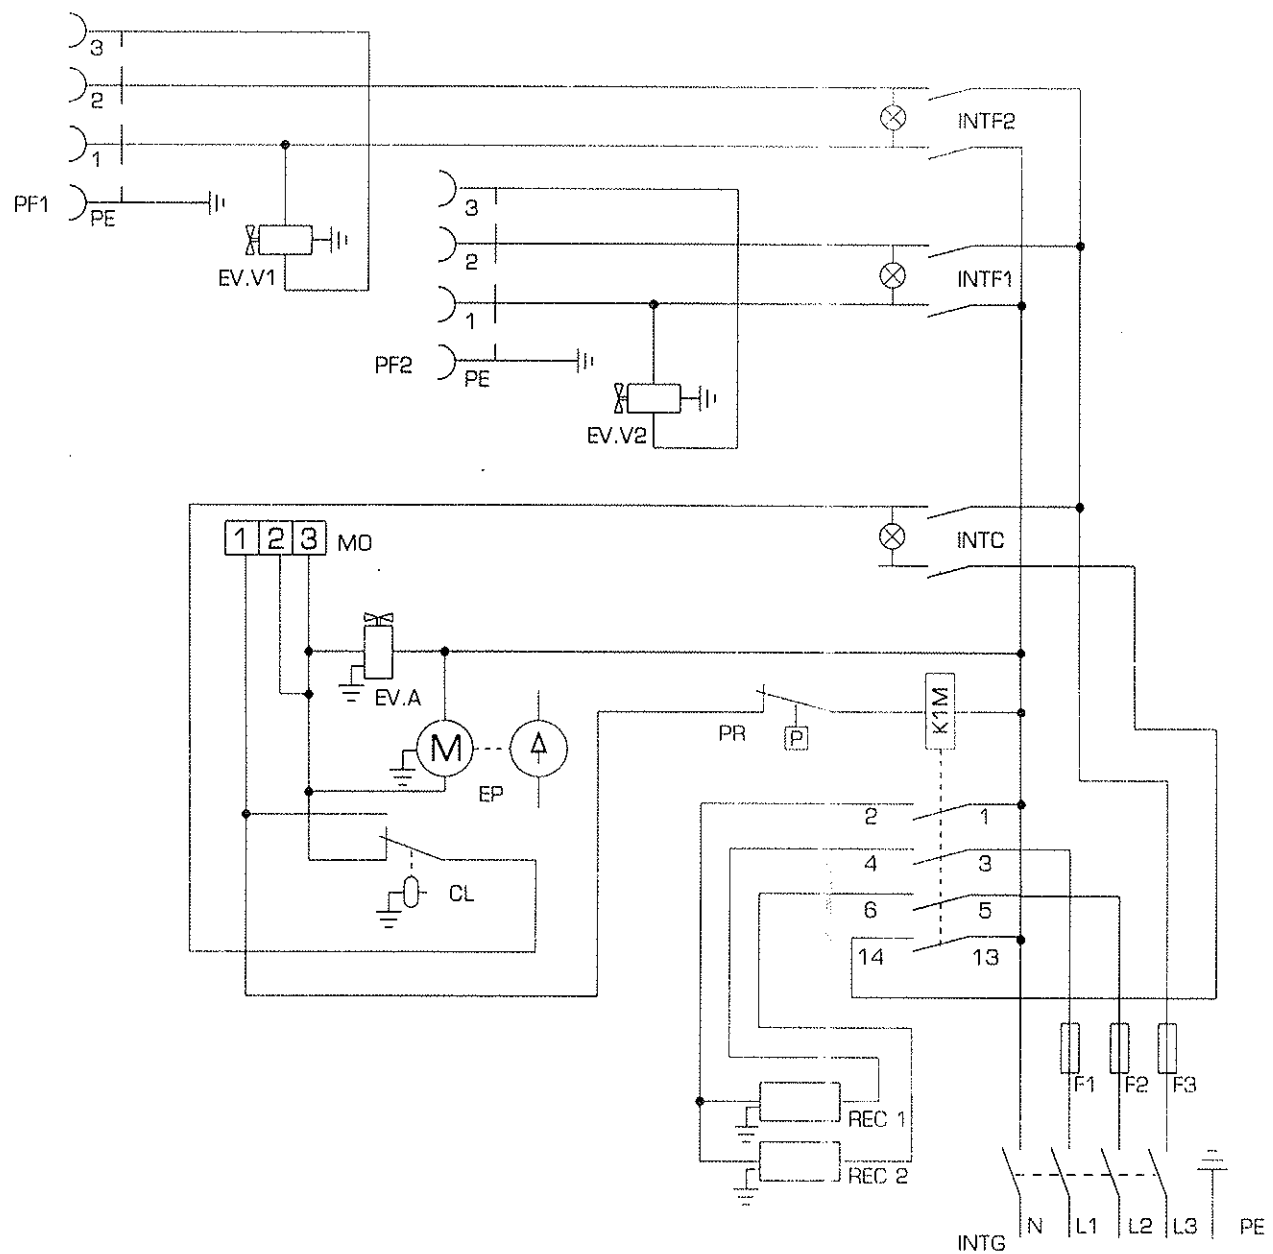 3
2
INTF2
1
PF1
PE
3
2
EV.V1
INTF1
1
PF2
PE
EV.V2
1 2 3 MO
INTC
EV.A
K1M
PR
P
M
EP
2 1
4 3
CL
6 5
14 13
F1 F2 F3
REC 1
REC 2
N L1 L2 L3 PE
INTG